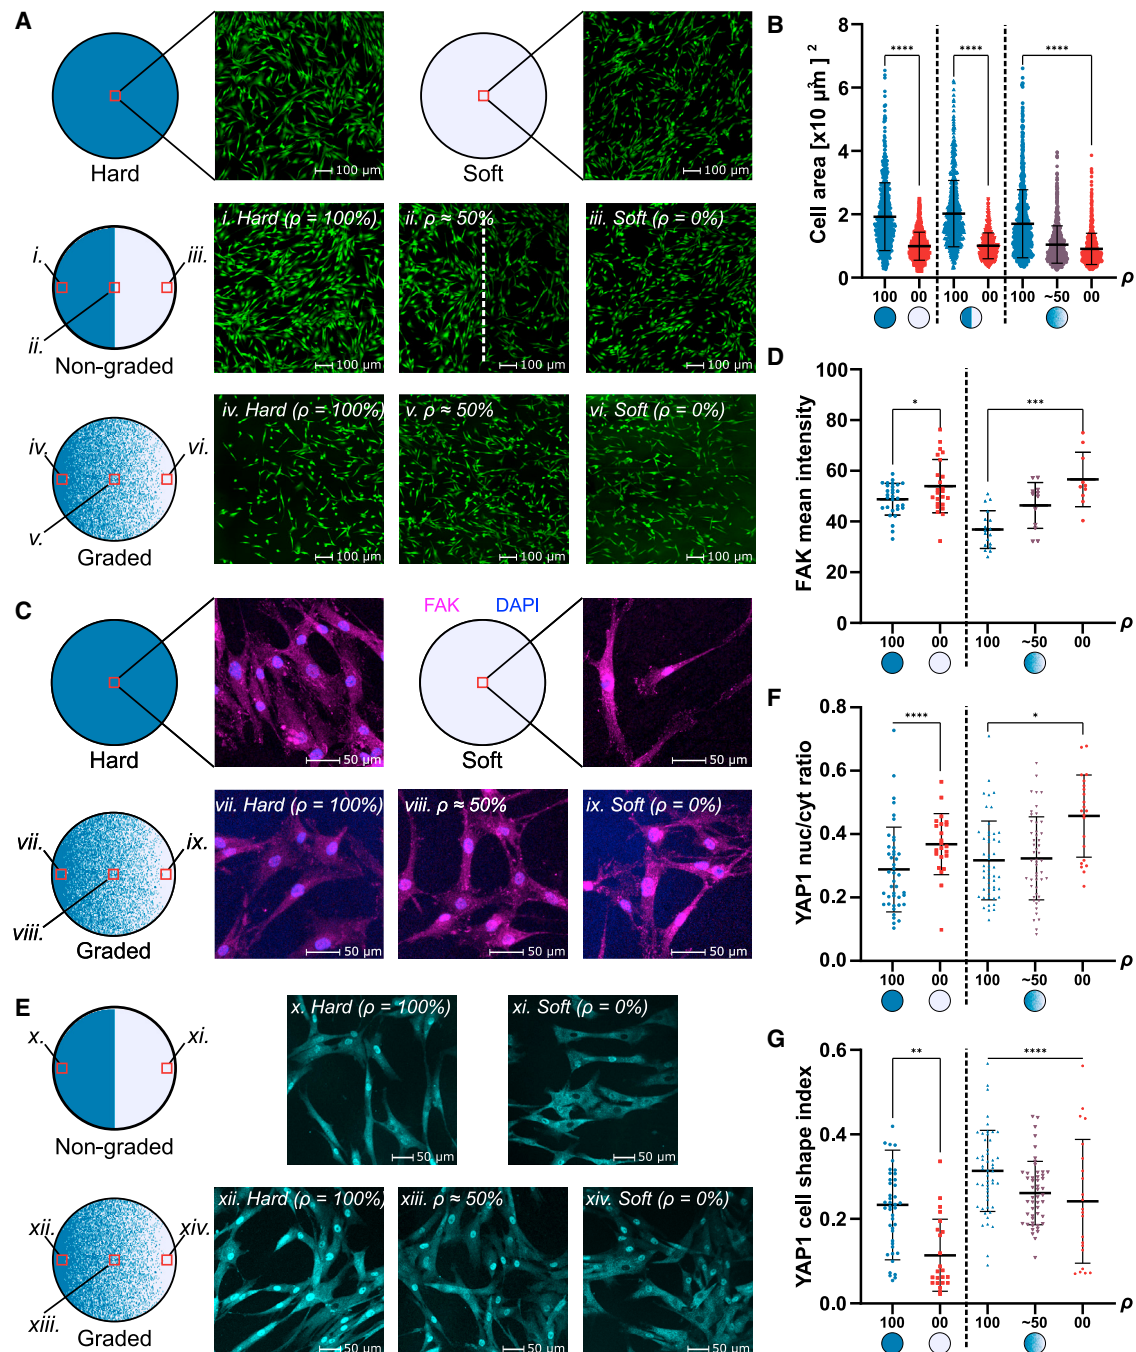 A
Hard
100 µm
Soft
100 µm
i.
ii.
iii.
Non-graded
i. Hard (ρ = 100%)
100 µm
ii. ρ ≈ 50%
100 µm
iii. Soft (ρ = 0%)
100 µm
iv.
v.
vi.
Graded
iv. Hard (ρ = 100%)
100 µm
v. ρ ≈ 50%
100 µm
vi. Soft (ρ = 0%)
100 µm
B
Cell area [x10³ µm]²
8
6
4
2
0
**** **** ****
100 00 100 00 100 ~50 00
ρ
C
Hard
50 µm
FAK DAPI
Soft
50 µm
vii.
viii.
ix.
Graded
vii. Hard (ρ = 100%)
50 µm
viii. ρ ≈ 50%
50 µm
ix. Soft (ρ = 0%)
50 µm
D
FAK mean intensity
100
80
60
40
20
0
* ***
100 00 100 ~50 00
ρ
E
x.
xi.
Non-graded
x. Hard (ρ = 100%)
50 µm
xi. Soft (ρ = 0%)
50 µm
xii.
xiii.
xiv.
Graded
xii. Hard (ρ = 100%)
50 µm
xiii. ρ ≈ 50%
50 µm
xiv. Soft (ρ = 0%)
50 µm
F
YAP1 nuc/cyt ratio
0.8
0.6
0.4
0.2
0.0
**** *
100 00 100 ~50 00
ρ
G
YAP1 cell shape index
0.6
0.4
0.2
0.0
** ****
100 00 100 ~50 00
ρ